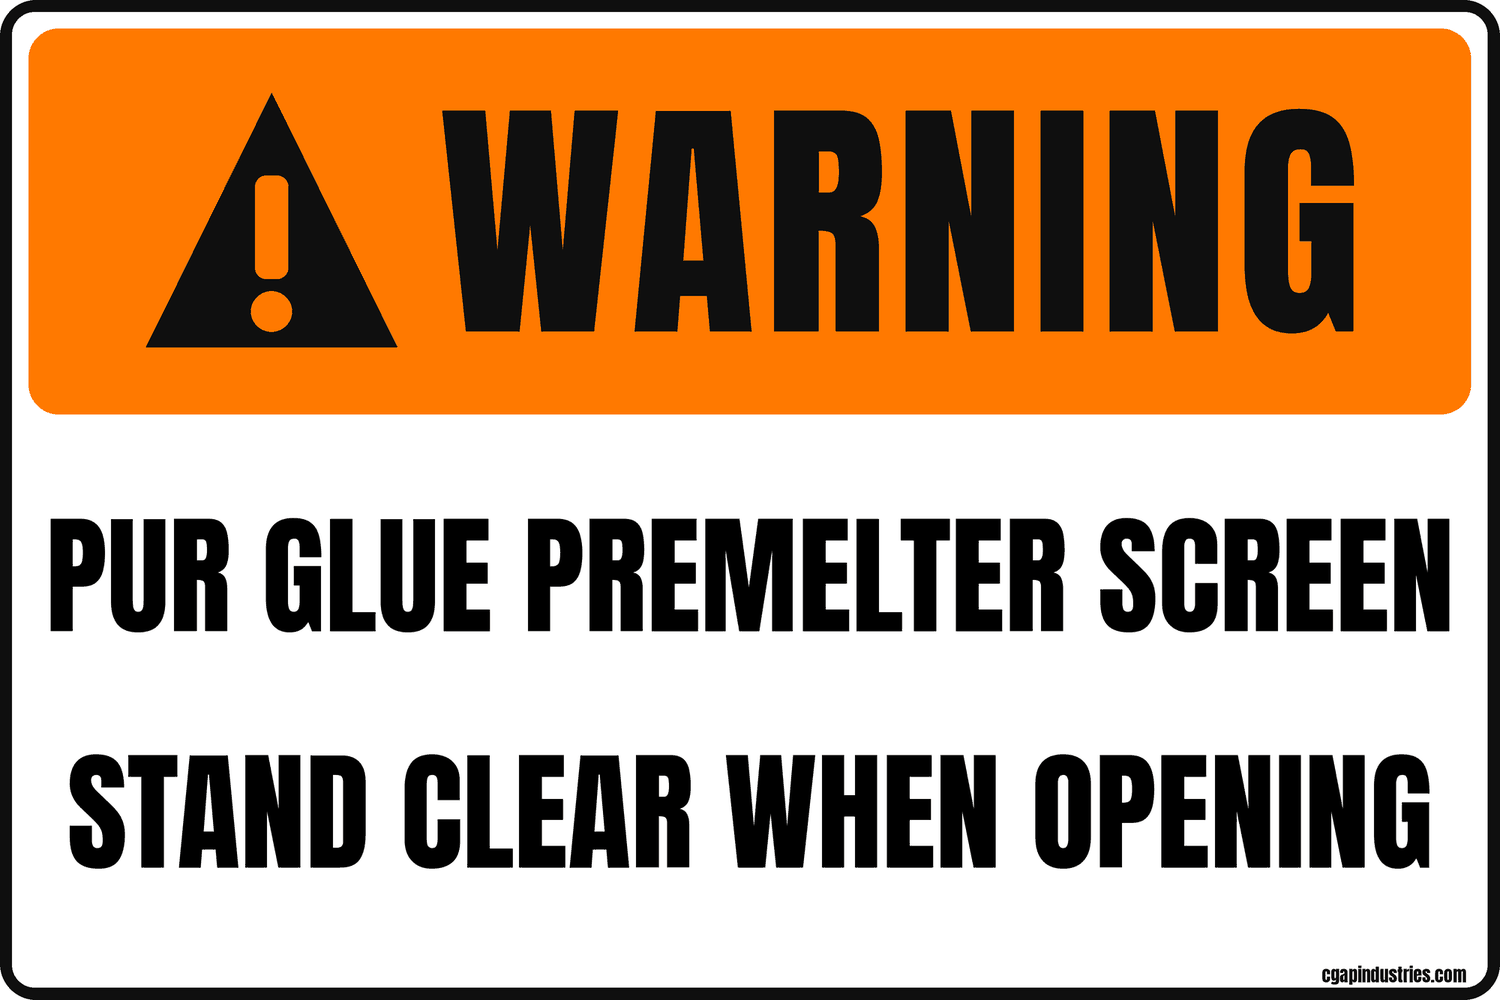 WARNING
PUR GLUE PREMELTER SCREEN
STAND CLEAR WHEN OPENING
cgapindustries.com